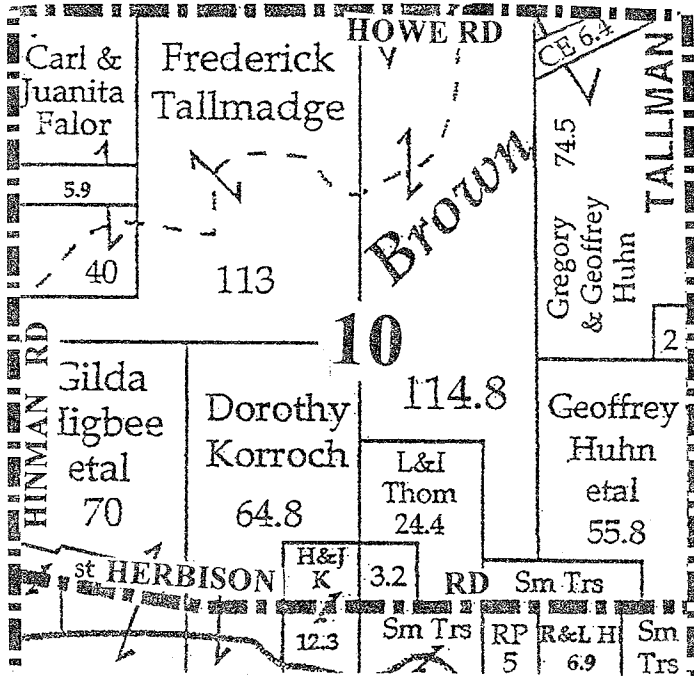 HOWE RD
CE 6.4
TALLMAN
Carl &
Juanita
Falor
5.9
40
Frederick
Tallmadge
113
Brown
114.8
74.5
Gregory
& Geoffrey
Huhn
2
10
HINMAN RD
Gilda
Higbee
etal
70
Dorothy
Korroch
64.8
L&I
Thom
24.4
Geoffrey
Huhn
etal
55.8
st HERBISON RD
H&J
K
3.2
Sm Trs
12.3
Sm Trs
RP
5
R&L H
6.9
Sm
Trs